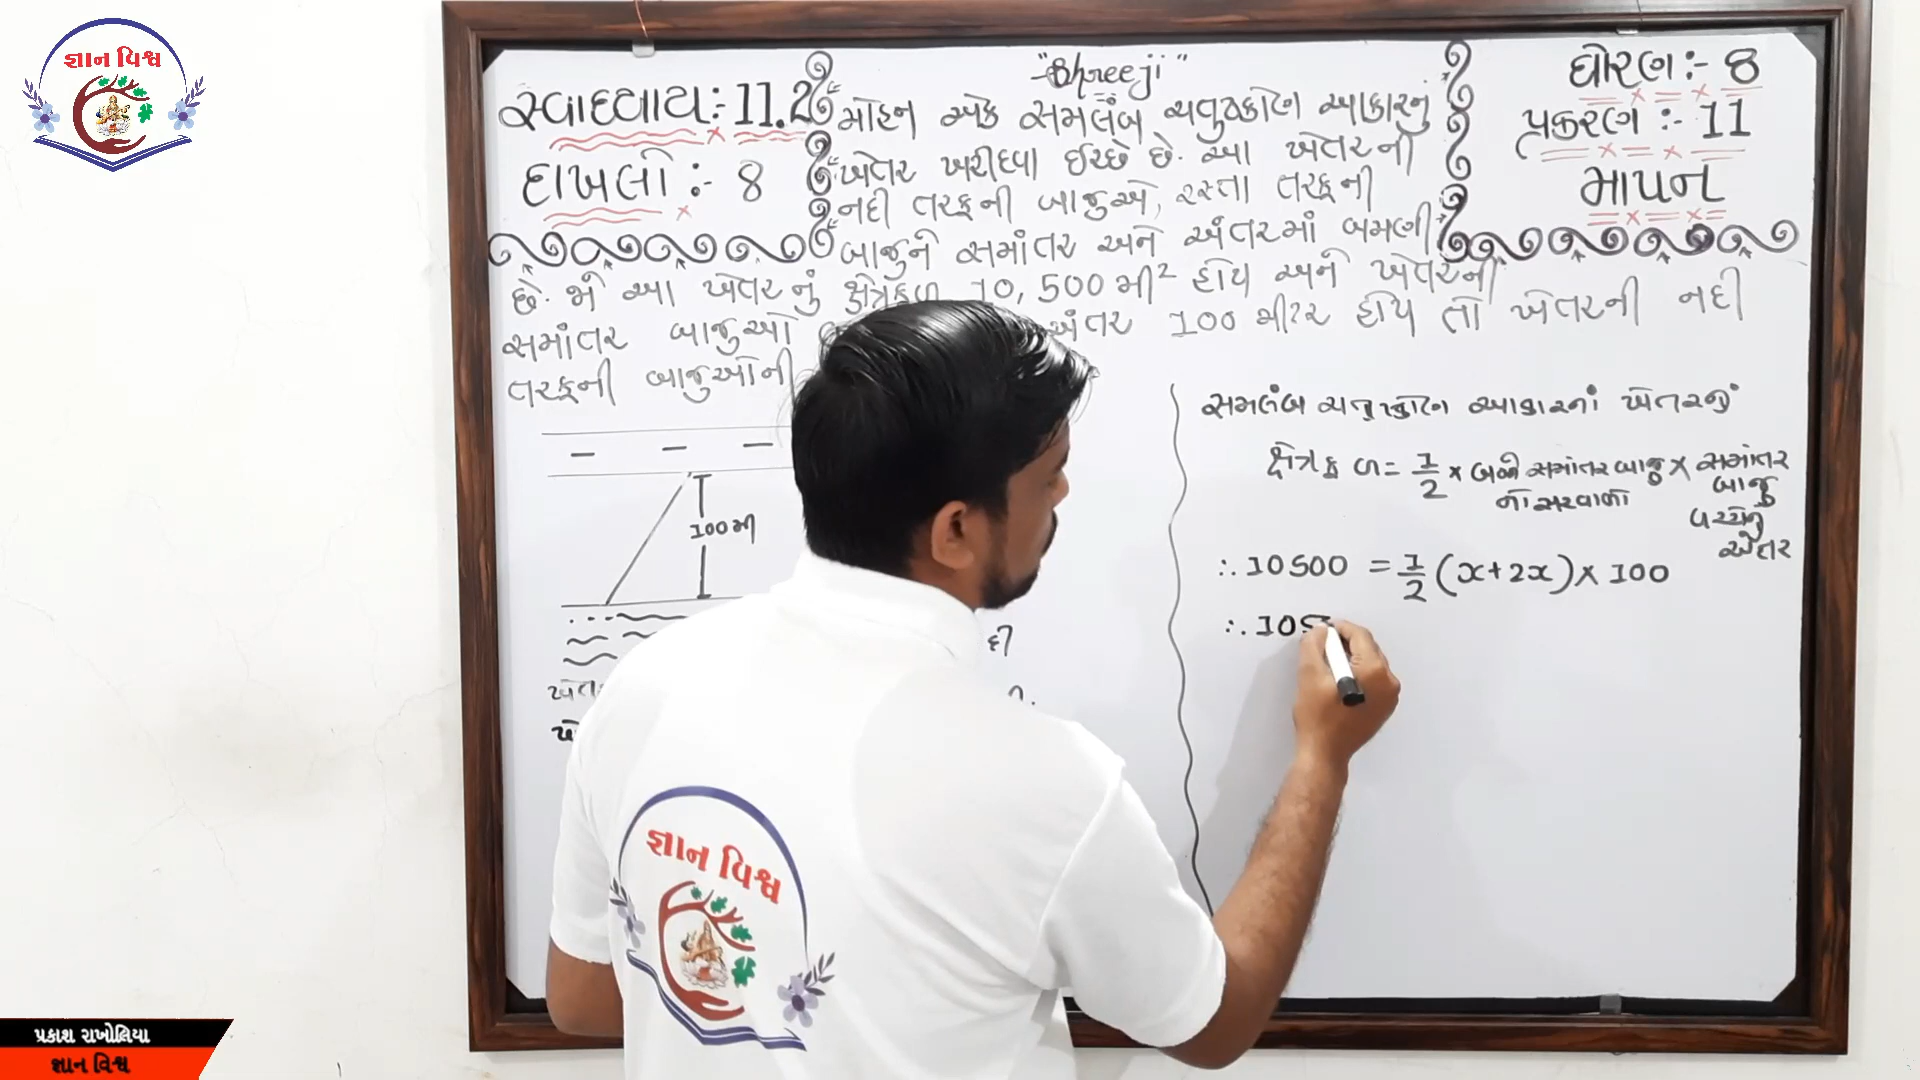 જ્ઞાન વિશ્વ
"Shreeji"
સ્વાધ્યાય:- 11.2
દાખલો :- 8
ધોરણ :- 8
પ્રકરણ :- 11
માપન
મોહન એક સમલંબ ચતુષ્કોણ આકારનું
ખેતર ખરીદવા ઈચ્છે છે. આ ખેતરની
નદી તરફની બાજુએ, રસ્તા તરફની
બાજુને સમાંતર અને અંતરમાં બમણી
છે. જો આ ખેતરનું ક્ષેત્રફળ 10,500 મી² હોય અને ખેતરની
સમાંતર બાજુઓ અંતર 100 મીટર હોય તો ખેતરની નદી
તરફની બાજુઓની
100 મી
સમલંબ ચતુષ્કોણ આકારનાં ખેતરનું
ક્ષેત્રફળ = 1/2 × બંને સમાંતર બાજુનો સરવાળો × સમાંતર બાજુ વચ્ચેનું અંતર
∴ 10500 = 1/2 (x+2x) × 100
∴ 105
જ્ઞાન વિશ્વ
પ્રકાશ રાખોલિયા
જ્ઞાન વિશ્વ